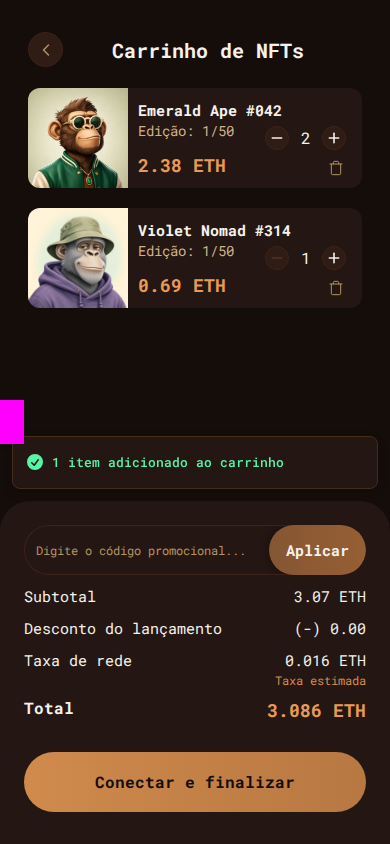 Carrinho de NFTs
Emerald Ape #042
Edição: 1/50
2
2.38 ETH
Violet Nomad #314
Edição: 1/50
1
0.69 ETH
1 item adicionado ao carrinho
Digite o código promocional...
Aplicar
Subtotal
3.07 ETH
Desconto do lançamento
(-) 0.00
Taxa de rede
0.016 ETH
Taxa estimada
Total
3.086 ETH
Conectar e finalizar